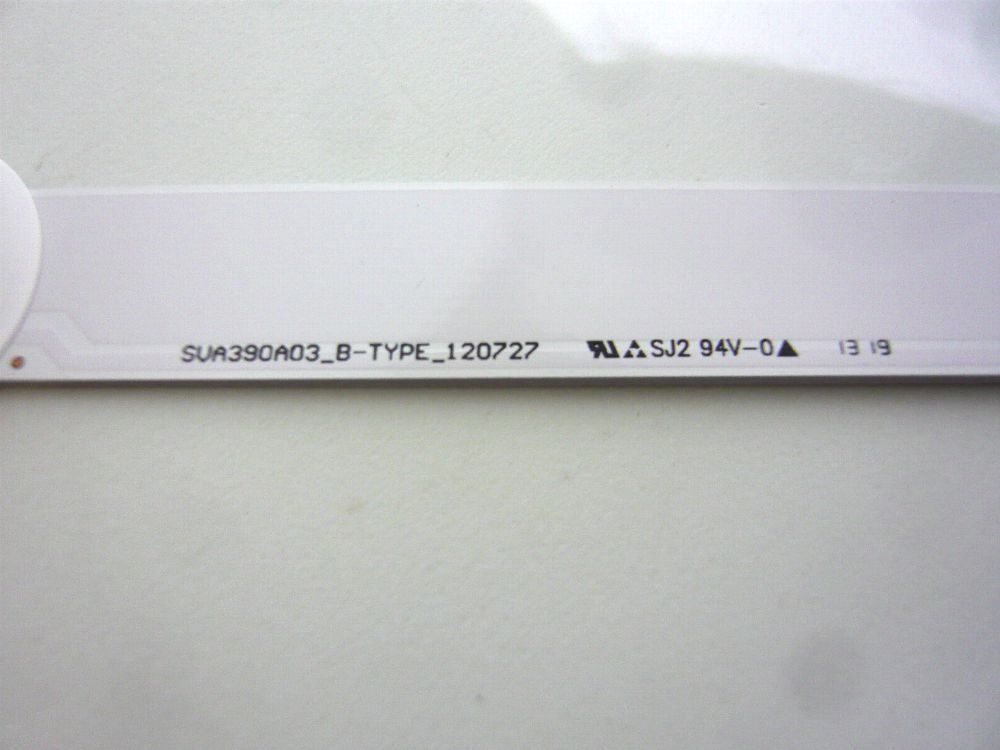 SVA390A03_B-TYPE_120727 SJ2 94V-0▲ 13 19